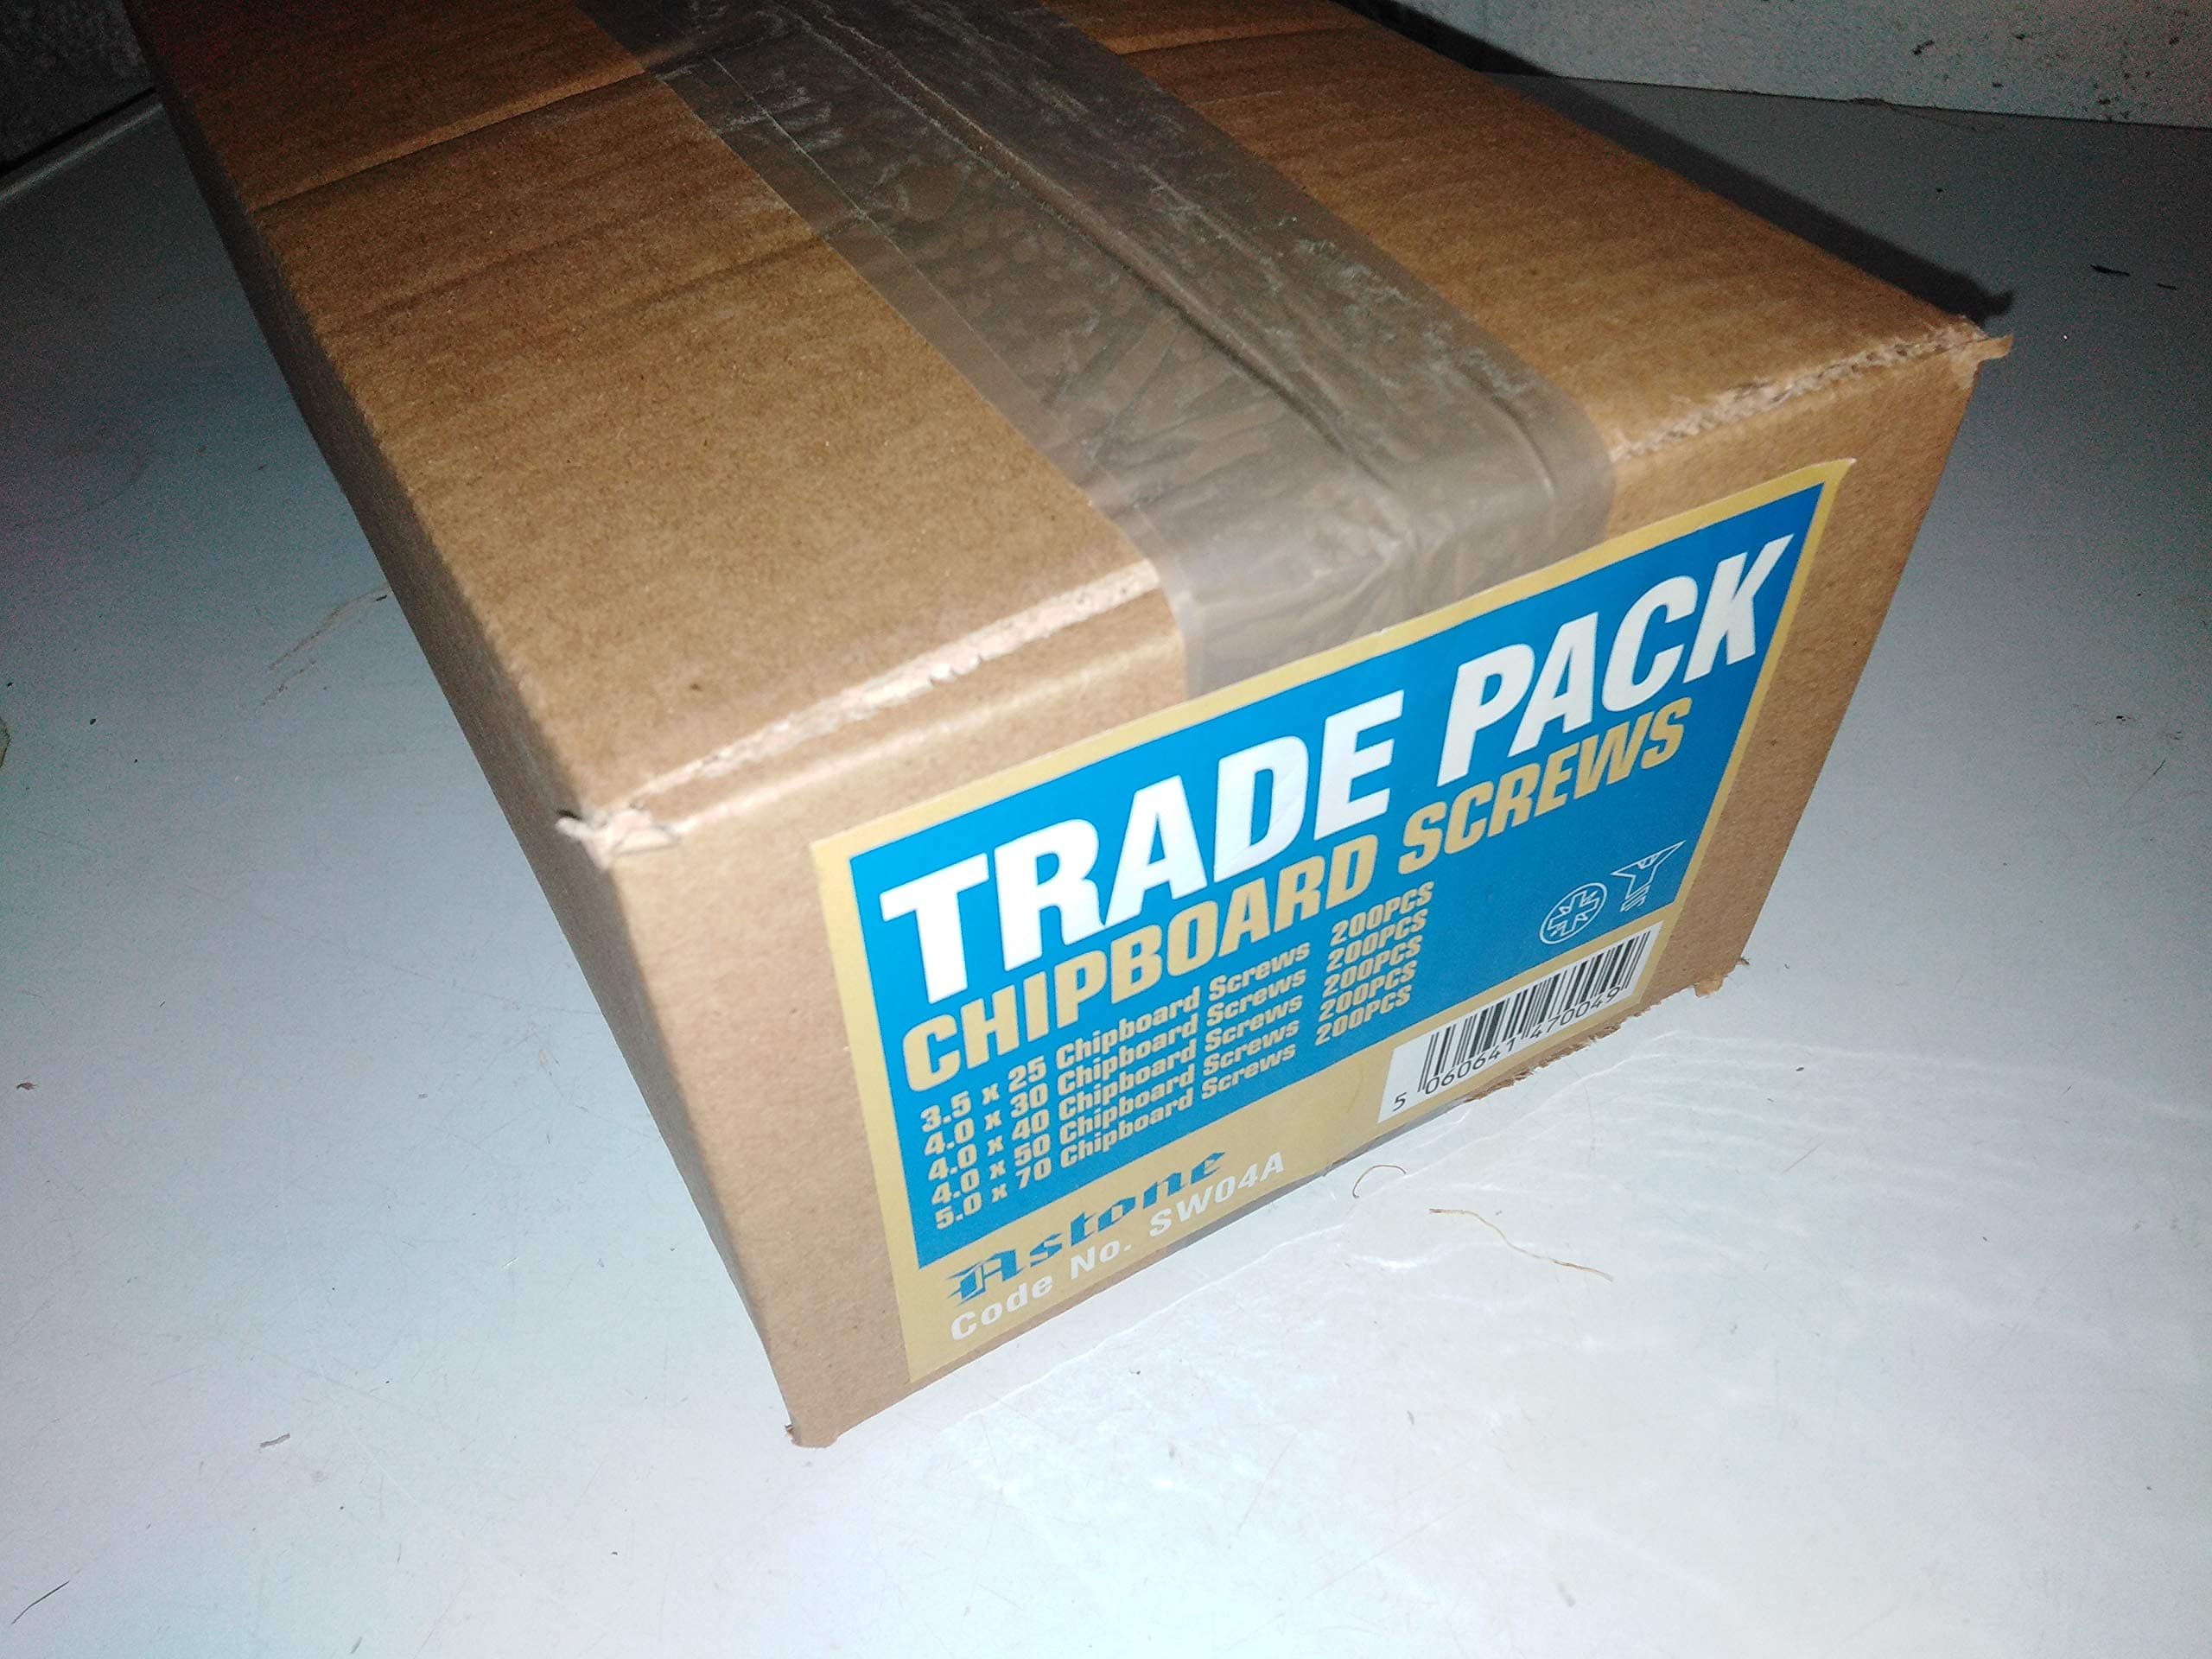 TRADE PACK
CHIPBOARD SCREWS
3.5 x 25 Chipboard Screws 200PCS
4.0 x 30 Chipboard Screws 200PCS
4.0 x 40 Chipboard Screws 200PCS
4.0 x 50 Chipboard Screws 200PCS
5.0 x 70 Chipboard Screws 200PCS
Astone
Code No. SW04A
5 060641 470049